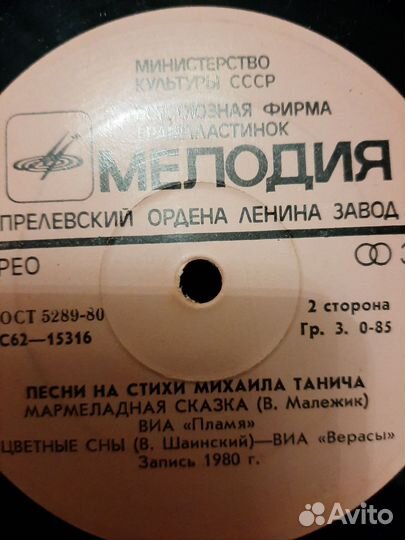 МИНИСТЕРСТВО
КУЛЬТУРЫ СССР
ФИРМА
ГРАМПЛАСТИНОК
МЕЛОДИЯ
ПРЕЛЕВСКИЙ ОРДЕНА ЛЕНИНА ЗАВОД
РЕО
ОСТ 5289-80
2 сторона
С62—15316
Гр. 3. 0-85
ПЕСНИ НА СТИХИ МИХАИЛА ТАНИЧА
МАРМЕЛАДНАЯ СКАЗКА (В. Малежик)
ВИА «Пламя»
ЦВЕТНЫЕ СНЫ (В. Шаинский)—ВИА «Верасы»
Запись 1980 г.
Avito